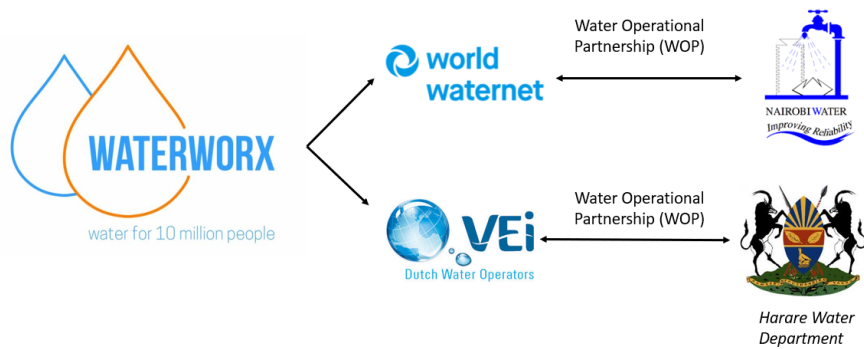 WATERWORX
water for 10 million people
world
waternet
Water Operational
Partnership (WOP)
NAIROBI WATER
Improving Reliability
VEi
Dutch Water Operators
Water Operational
Partnership (WOP)
Harare Water
Department